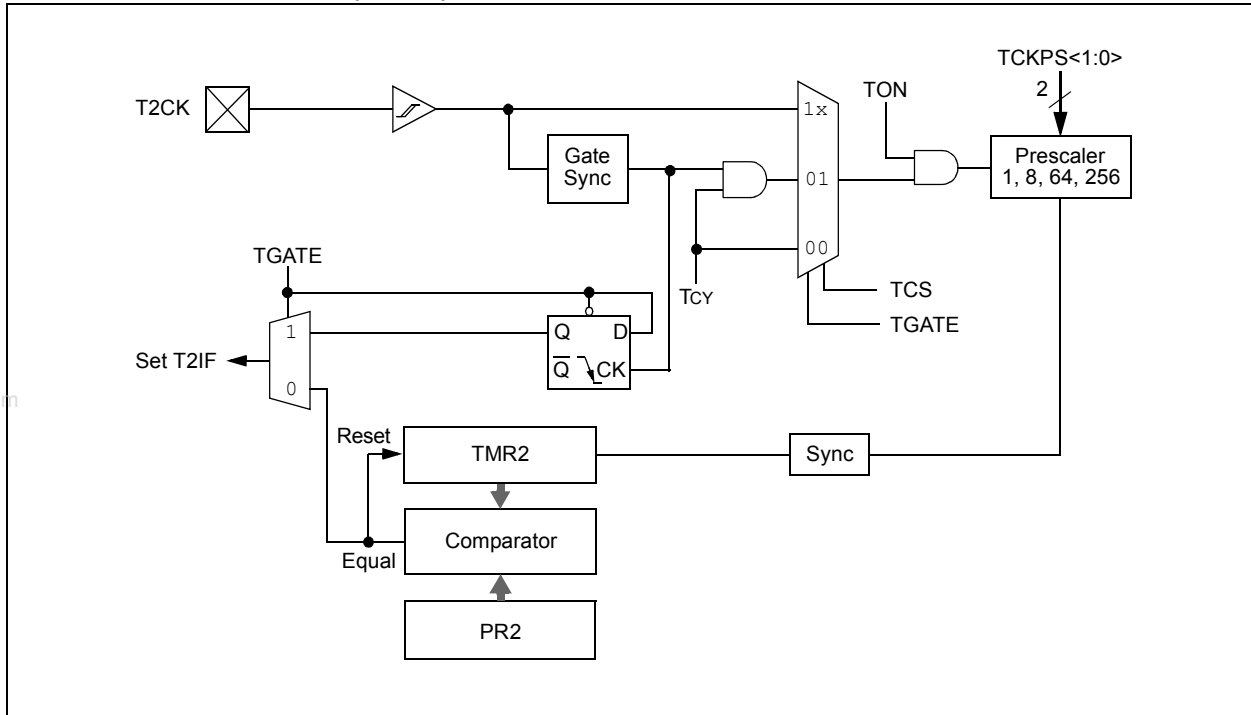 TCKPS<1:0>
2
T2CK
1x
TON
Gate
Sync
Prescaler
1, 8, 64, 256
01
00
TGATE
TCY
TCS
TGATE
1
Q
D
Set T2IF
Q
CK
0
m
Reset
TMR2
Sync
Comparator
Equal
PR2